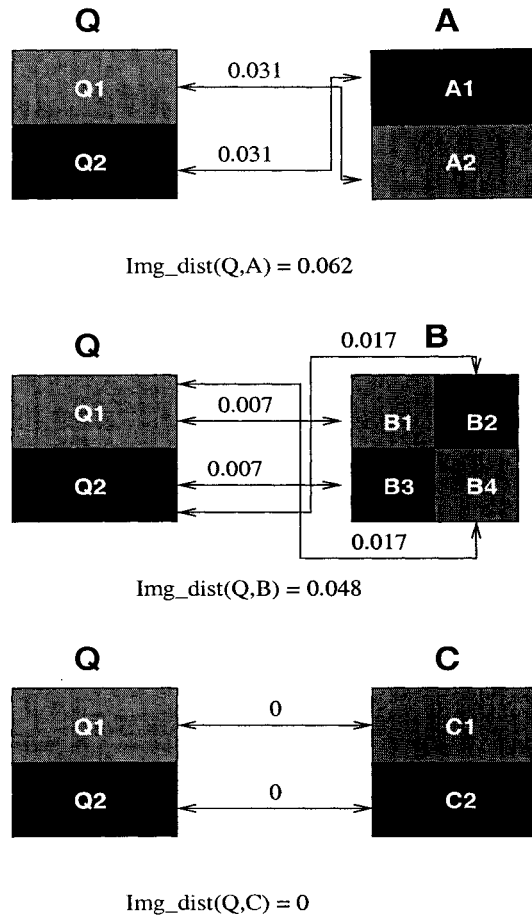 Q A
Q1 0.031 A1
Q2 0.031 A2
Img_dist(Q,A) = 0.062
Q 0.017 B
Q1 0.007 B1 B2
Q2 0.007 B3 B4
0.017
Img_dist(Q,B) = 0.048
Q C
Q1 0 C1
Q2 0 C2
Img_dist(Q,C) = 0